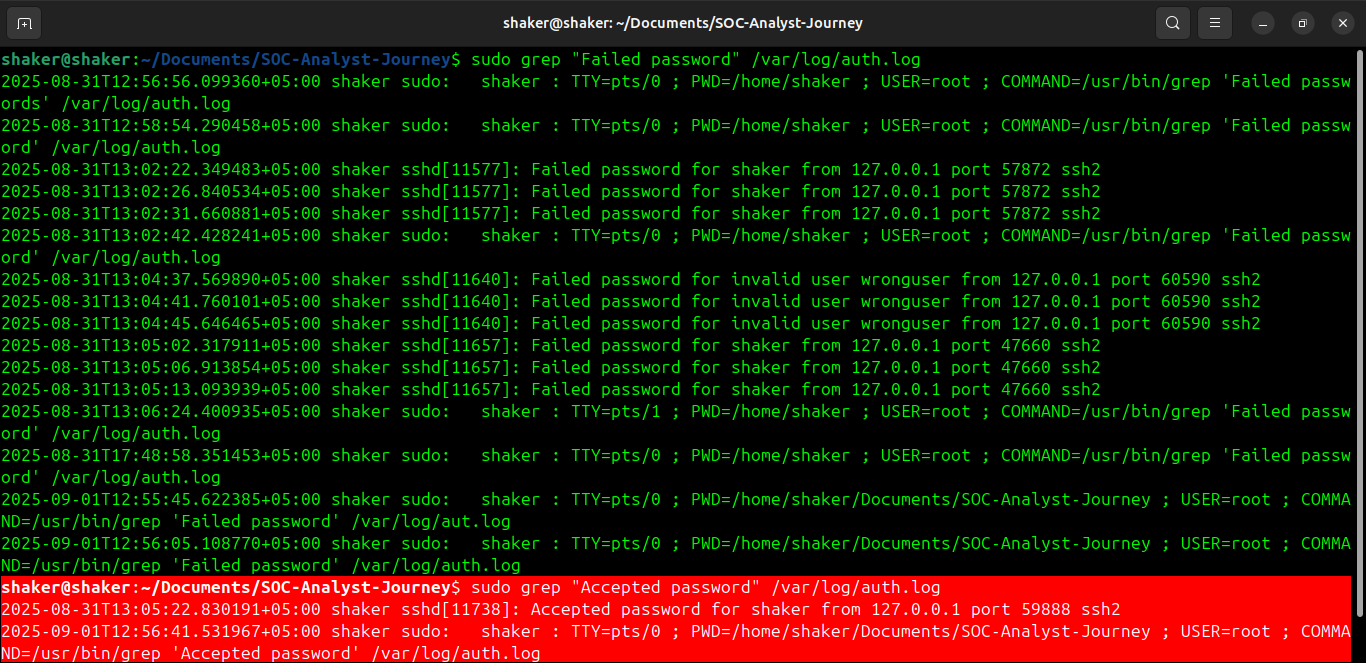 shaker@shaker: ~/Documents/SOC-Analyst-Journey
shaker@shaker:~/Documents/SOC-Analyst-Journey$ sudo grep "Failed password" /var/log/auth.log
2025-08-31T12:56:56.099360+05:00 shaker sudo:   shaker : TTY=pts/0 ; PWD=/home/shaker ; USER=root ; COMMAND=/usr/bin/grep 'Failed passw
ords' /var/log/auth.log
2025-08-31T12:58:54.290458+05:00 shaker sudo:   shaker : TTY=pts/0 ; PWD=/home/shaker ; USER=root ; COMMAND=/usr/bin/grep 'Failed passw
ord' /var/log/auth.log
2025-08-31T13:02:22.349483+05:00 shaker sshd[11577]: Failed password for shaker from 127.0.0.1 port 57872 ssh2
2025-08-31T13:02:26.840534+05:00 shaker sshd[11577]: Failed password for shaker from 127.0.0.1 port 57872 ssh2
2025-08-31T13:02:31.660881+05:00 shaker sshd[11577]: Failed password for shaker from 127.0.0.1 port 57872 ssh2
2025-08-31T13:02:42.428241+05:00 shaker sudo:   shaker : TTY=pts/0 ; PWD=/home/shaker ; USER=root ; COMMAND=/usr/bin/grep 'Failed passw
ord' /var/log/auth.log
2025-08-31T13:04:37.569890+05:00 shaker sshd[11640]: Failed password for invalid user wronguser from 127.0.0.1 port 60590 ssh2
2025-08-31T13:04:41.760101+05:00 shaker sshd[11640]: Failed password for invalid user wronguser from 127.0.0.1 port 60590 ssh2
2025-08-31T13:04:45.646465+05:00 shaker sshd[11640]: Failed password for invalid user wronguser from 127.0.0.1 port 60590 ssh2
2025-08-31T13:05:02.317911+05:00 shaker sshd[11657]: Failed password for shaker from 127.0.0.1 port 47660 ssh2
2025-08-31T13:05:06.913854+05:00 shaker sshd[11657]: Failed password for shaker from 127.0.0.1 port 47660 ssh2
2025-08-31T13:05:13.093939+05:00 shaker sshd[11657]: Failed password for shaker from 127.0.0.1 port 47660 ssh2
2025-08-31T13:06:24.400935+05:00 shaker sudo:   shaker : TTY=pts/1 ; PWD=/home/shaker ; USER=root ; COMMAND=/usr/bin/grep 'Failed passw
ord' /var/log/auth.log
2025-08-31T17:48:58.351453+05:00 shaker sudo:   shaker : TTY=pts/0 ; PWD=/home/shaker ; USER=root ; COMMAND=/usr/bin/grep 'Failed passw
ord' /var/log/auth.log
2025-09-01T12:55:45.622385+05:00 shaker sudo:   shaker : TTY=pts/0 ; PWD=/home/shaker/Documents/SOC-Analyst-Journey ; USER=root ; COMMA
ND=/usr/bin/grep 'Failed password' /var/log/aut.log
2025-09-01T12:56:05.108770+05:00 shaker sudo:   shaker : TTY=pts/0 ; PWD=/home/shaker/Documents/SOC-Analyst-Journey ; USER=root ; COMMA
ND=/usr/bin/grep 'Failed password' /var/log/auth.log
shaker@shaker:~/Documents/SOC-Analyst-Journey$ sudo grep "Accepted password" /var/log/auth.log
2025-08-31T13:05:22.830191+05:00 shaker sshd[11738]: Accepted password for shaker from 127.0.0.1 port 59888 ssh2
2025-09-01T12:56:41.531967+05:00 shaker sudo:   shaker : TTY=pts/0 ; PWD=/home/shaker/Documents/SOC-Analyst-Journey ; USER=root ; COMMA
ND=/usr/bin/grep 'Accepted password' /var/log/auth.log